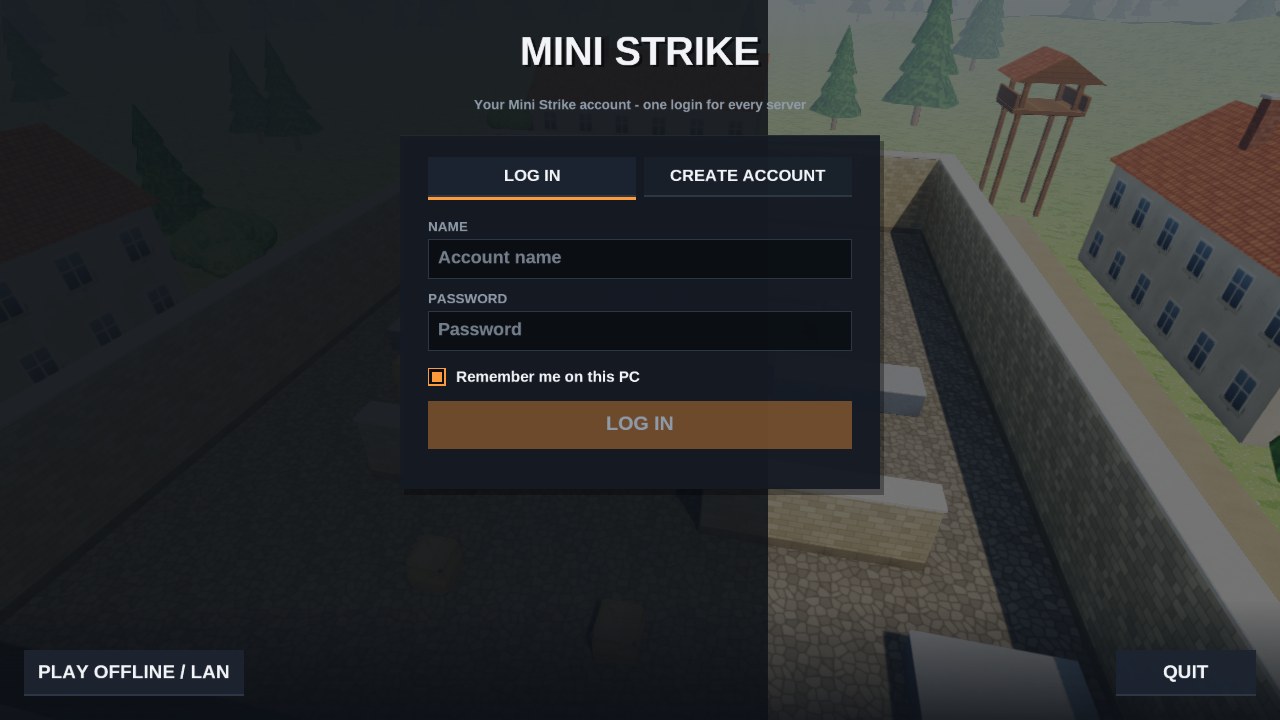 MINI STRIKE
Your Mini Strike account - one login for every server
LOG IN
CREATE ACCOUNT
NAME
Account name
PASSWORD
Password
Remember me on this PC
LOG IN
PLAY OFFLINE / LAN
QUIT